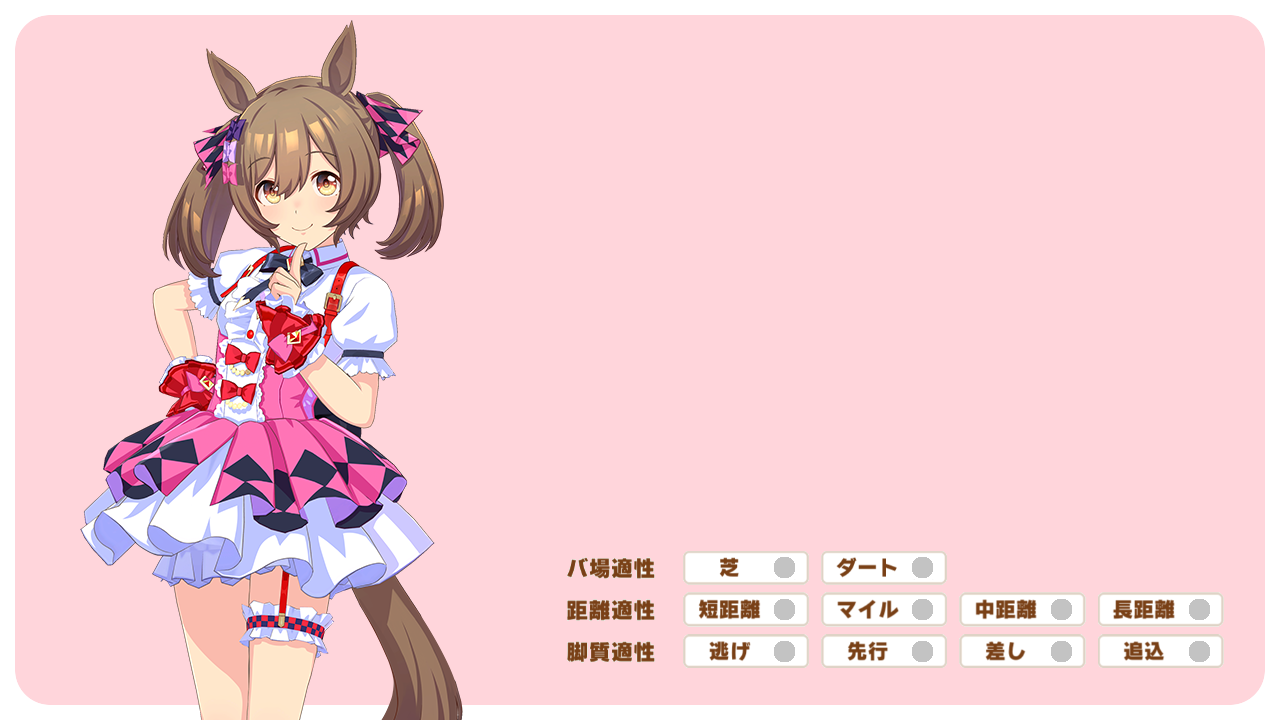 バ場適性 芝 ダート
距離適性 短距離 マイル 中距離 長距離
脚質適性 逃げ 先行 差し 追込